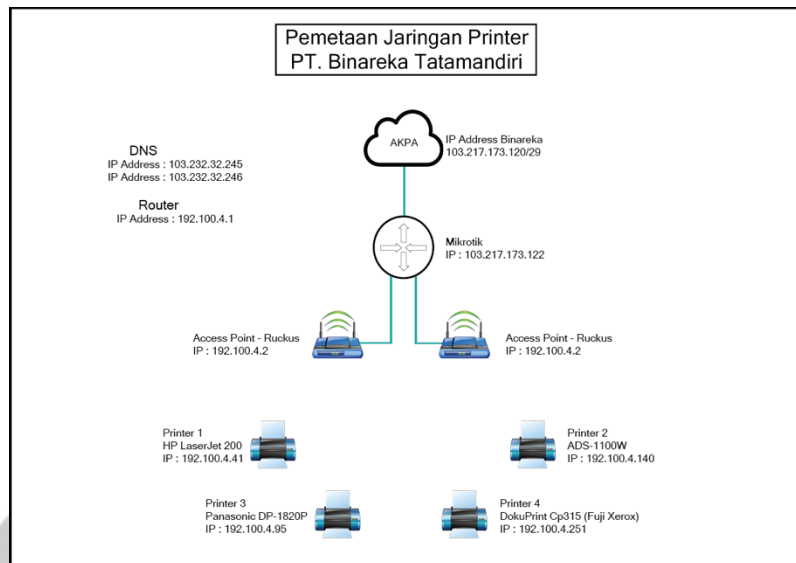 Pemetaan Jaringan Printer
PT. Binareka Tatamandiri
AKPA
IP Address Binareka
103.217.173.120/29
DNS
IP Address : 103.232.32.245
IP Address : 103.232.32.246
Router
IP Address : 192.100.4.1
Mikrotik
IP : 103.217.173.122
Access Point - Ruckus
IP : 192.100.4.2
Access Point - Ruckus
IP : 192.100.4.2
Printer 1
HP LaserJet 200
IP : 192.100.4.41
Printer 2
ADS-1100W
IP : 192.100.4.140
Printer 3
Panasonic DP-1820P
IP : 192.100.4.95
Printer 4
DokuPrint Cp315 (Fuji Xerox)
IP : 192.100.4.251